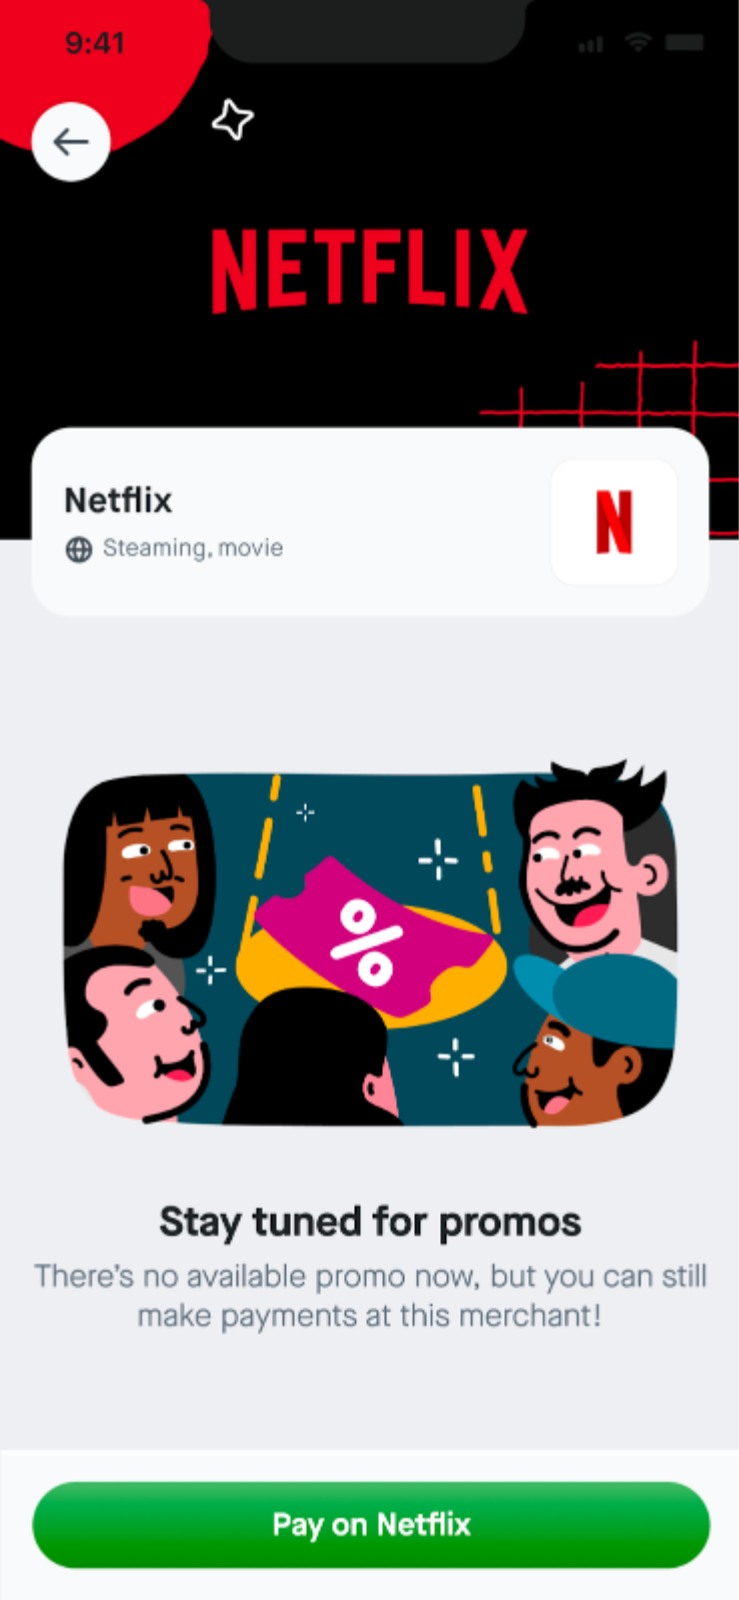 9:41
NETFLIX
Netflix
Steaming, movie
N
%
Stay tuned for promos
There's no available promo now, but you can still
make payments at this merchant!
Pay on Netflix